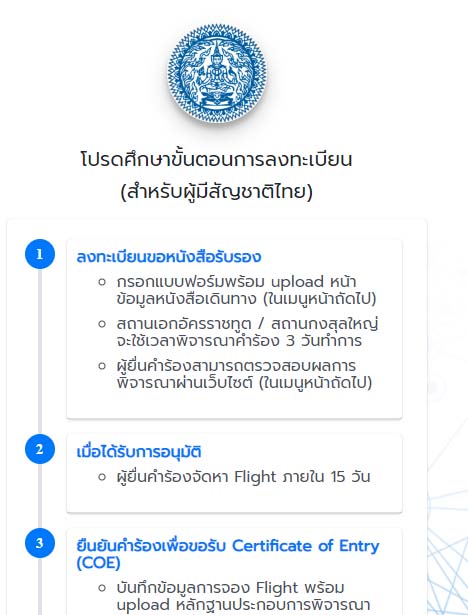 โปรดศึกษาขั้นตอนการลงทะเบียน
(สำหรับผู้มีสัญชาติไทย)
1
ลงทะเบียนขอหนังสือรับรอง
กรอกแบบฟอร์มพร้อม upload หน้า
ข้อมูลหนังสือเดินทาง (ในเมนูหน้าถัดไป)
สถานเอกอัครราชทูต / สถานกงสุลใหญ่
จะใช้เวลาพิจารณาคำร้อง 3 วันทำการ
ผู้ยื่นคำร้องสามารถตรวจสอบผลการ
พิจารณาผ่านเว็บไซต์ (ในเมนูหน้าถัดไป)
2
เมื่อได้รับการอนุมัติ
ผู้ยื่นคำร้องจัดหา Flight ภายใน 15 วัน
3
ยืนยันคำร้องเพื่อขอรับ Certificate of Entry
(COE)
บันทึกข้อมูลการจอง Flight พร้อม
upload หลักฐานประกอบการพิจารณา